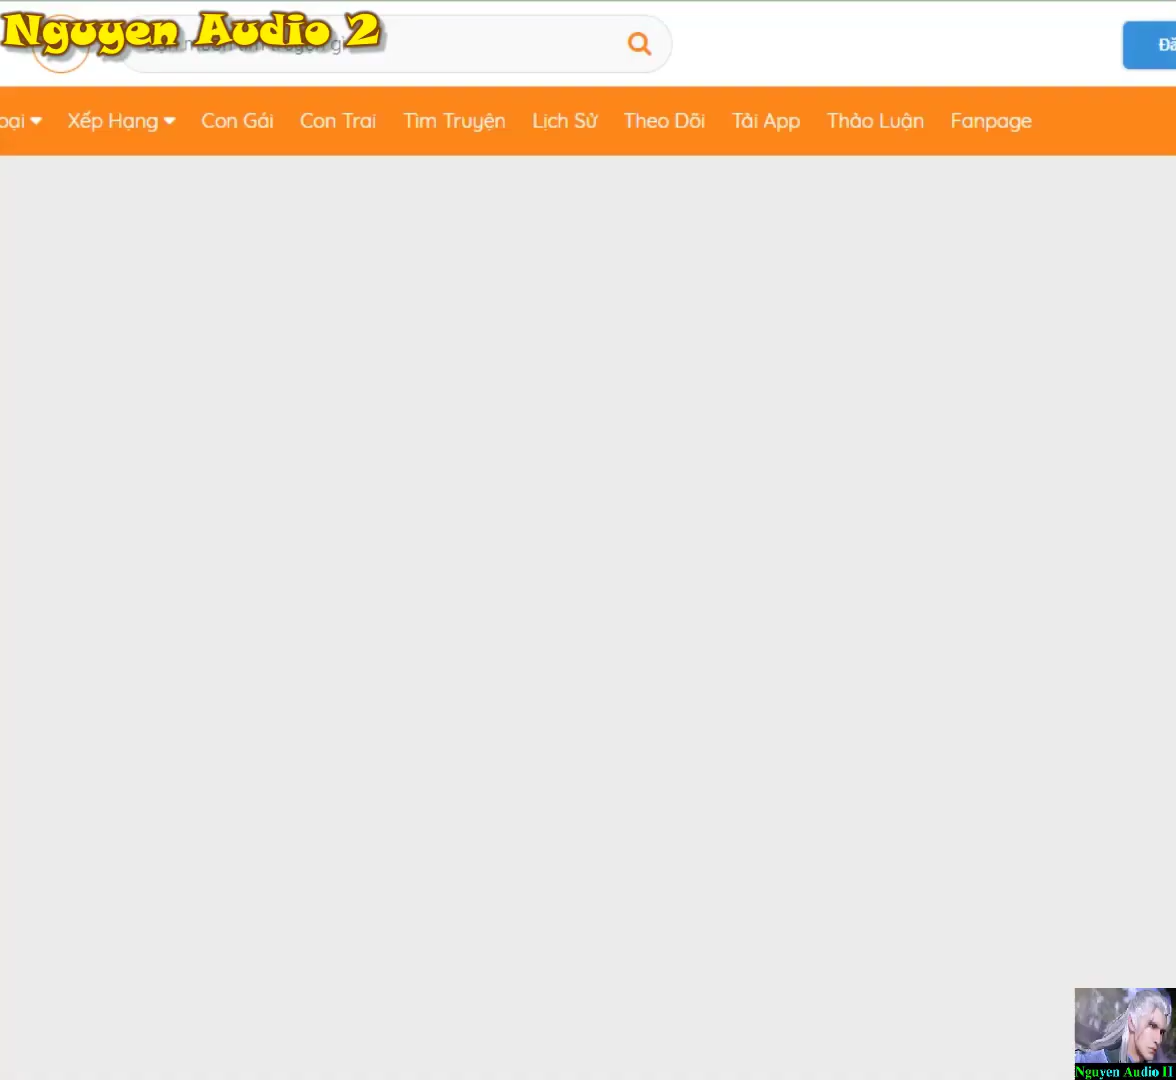 Nguyen Audio 2
Xếp Hạng Con Gái Con Trai Tìm Truyện Lịch Sử Theo Dõi Tải App Thảo Luận Fanpage
Nguyen Audio II